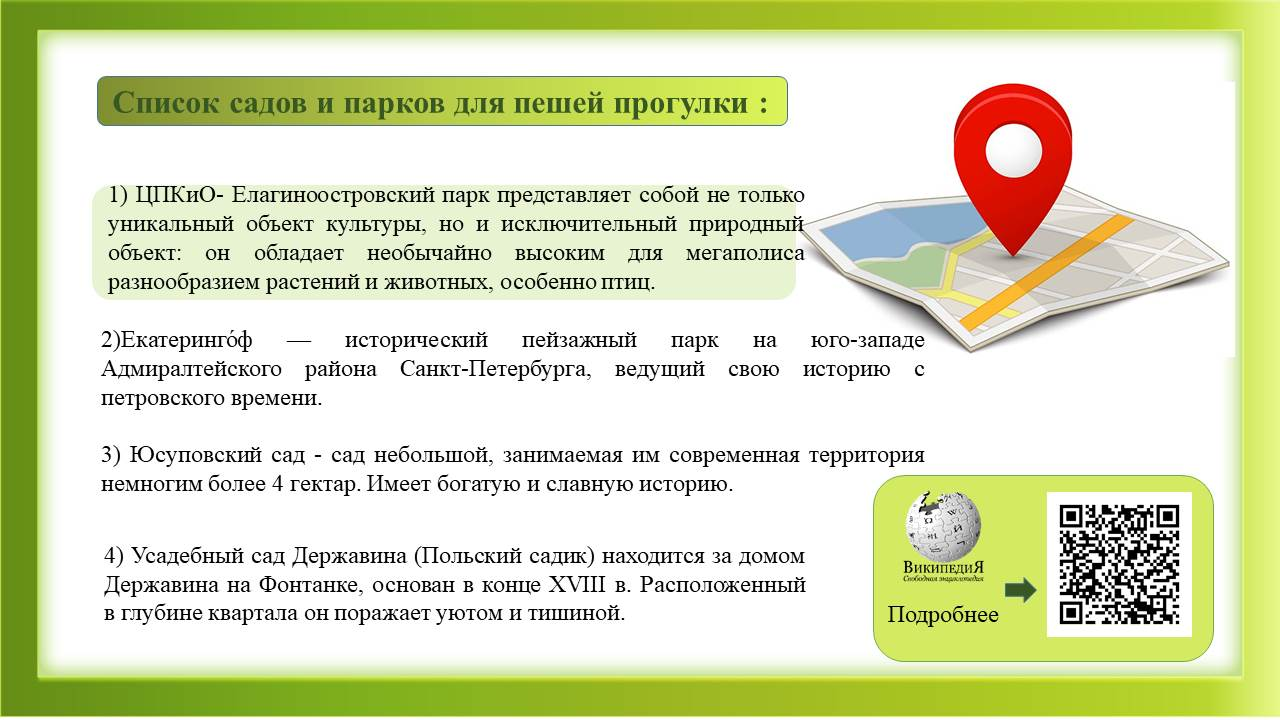 Список садов и парков для пешей прогулки :
1) ЦПКиО- Елагиноостровский парк представляет собой не только
уникальный объект культуры, но и исключительный природный
объект: он обладает необычайно высоким для мегаполиса
разнообразием растений и животных, особенно птиц.
2)Екатеринго́ф — исторический пейзажный парк на юго-западе
Адмиралтейского района Санкт-Петербурга, ведущий свою историю с
петровского времени.
3) Юсуповский сад - сад небольшой, занимаемая им современная территория
немногим более 4 гектар. Имеет богатую и славную историю.
4) Усадебный сад Державина (Польский садик) находится за домом
Державина на Фонтанке, основан в конце XVIII в. Расположенный
в глубине квартала он поражает уютом и тишиной.
ВикипедиЯ
Свободная энциклопедия
Подробнее